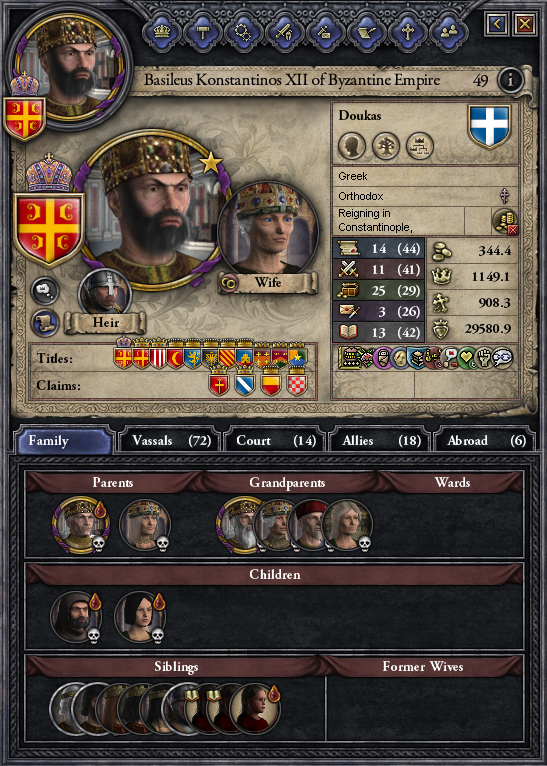 Basileus Konstantinos XII of Byzantine Empire 49
Doukas
Greek
Orthodox
Reigning in
Constantinople,
14 (44) 344.4
11 (41) 1149.1
25 (29) 908.3
3 (26) 29580.9
13 (42)
Wife
Heir
Titles:
Claims:
Family Vassals (72) Court (14) Allies (18) Abroad (6)
Parents Grandparents Wards
Children
Siblings Former Wives